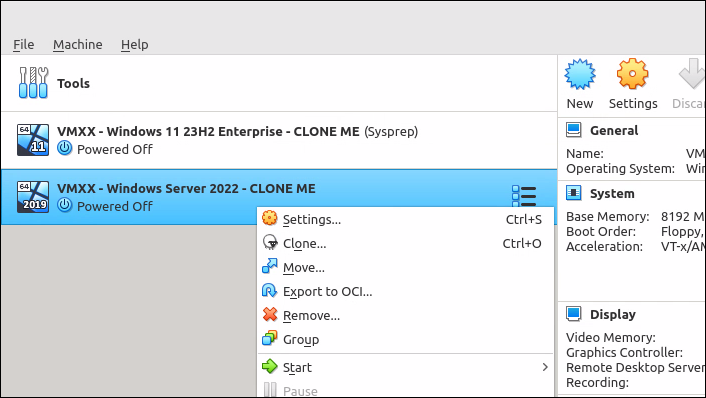 File Machine Help
Tools
New Settings
64
11
VMXX - Windows 11 23H2 Enterprise - CLONE ME (Sysprep)
Powered Off
64
2019
VMXX - Windows Server 2022 - CLONE ME
Powered Off
Settings... Ctrl+S
Clone... Ctrl+O
Move...
Export to OCI...
Remove...
Group
Start
Pause
General
Name:
Operating System:
System
Base Memory: 8192 M
Boot Order: Floppy,
Acceleration: VT-x/AM
Display
Video Memory:
Graphics Controller:
Remote Desktop Server
Recording: